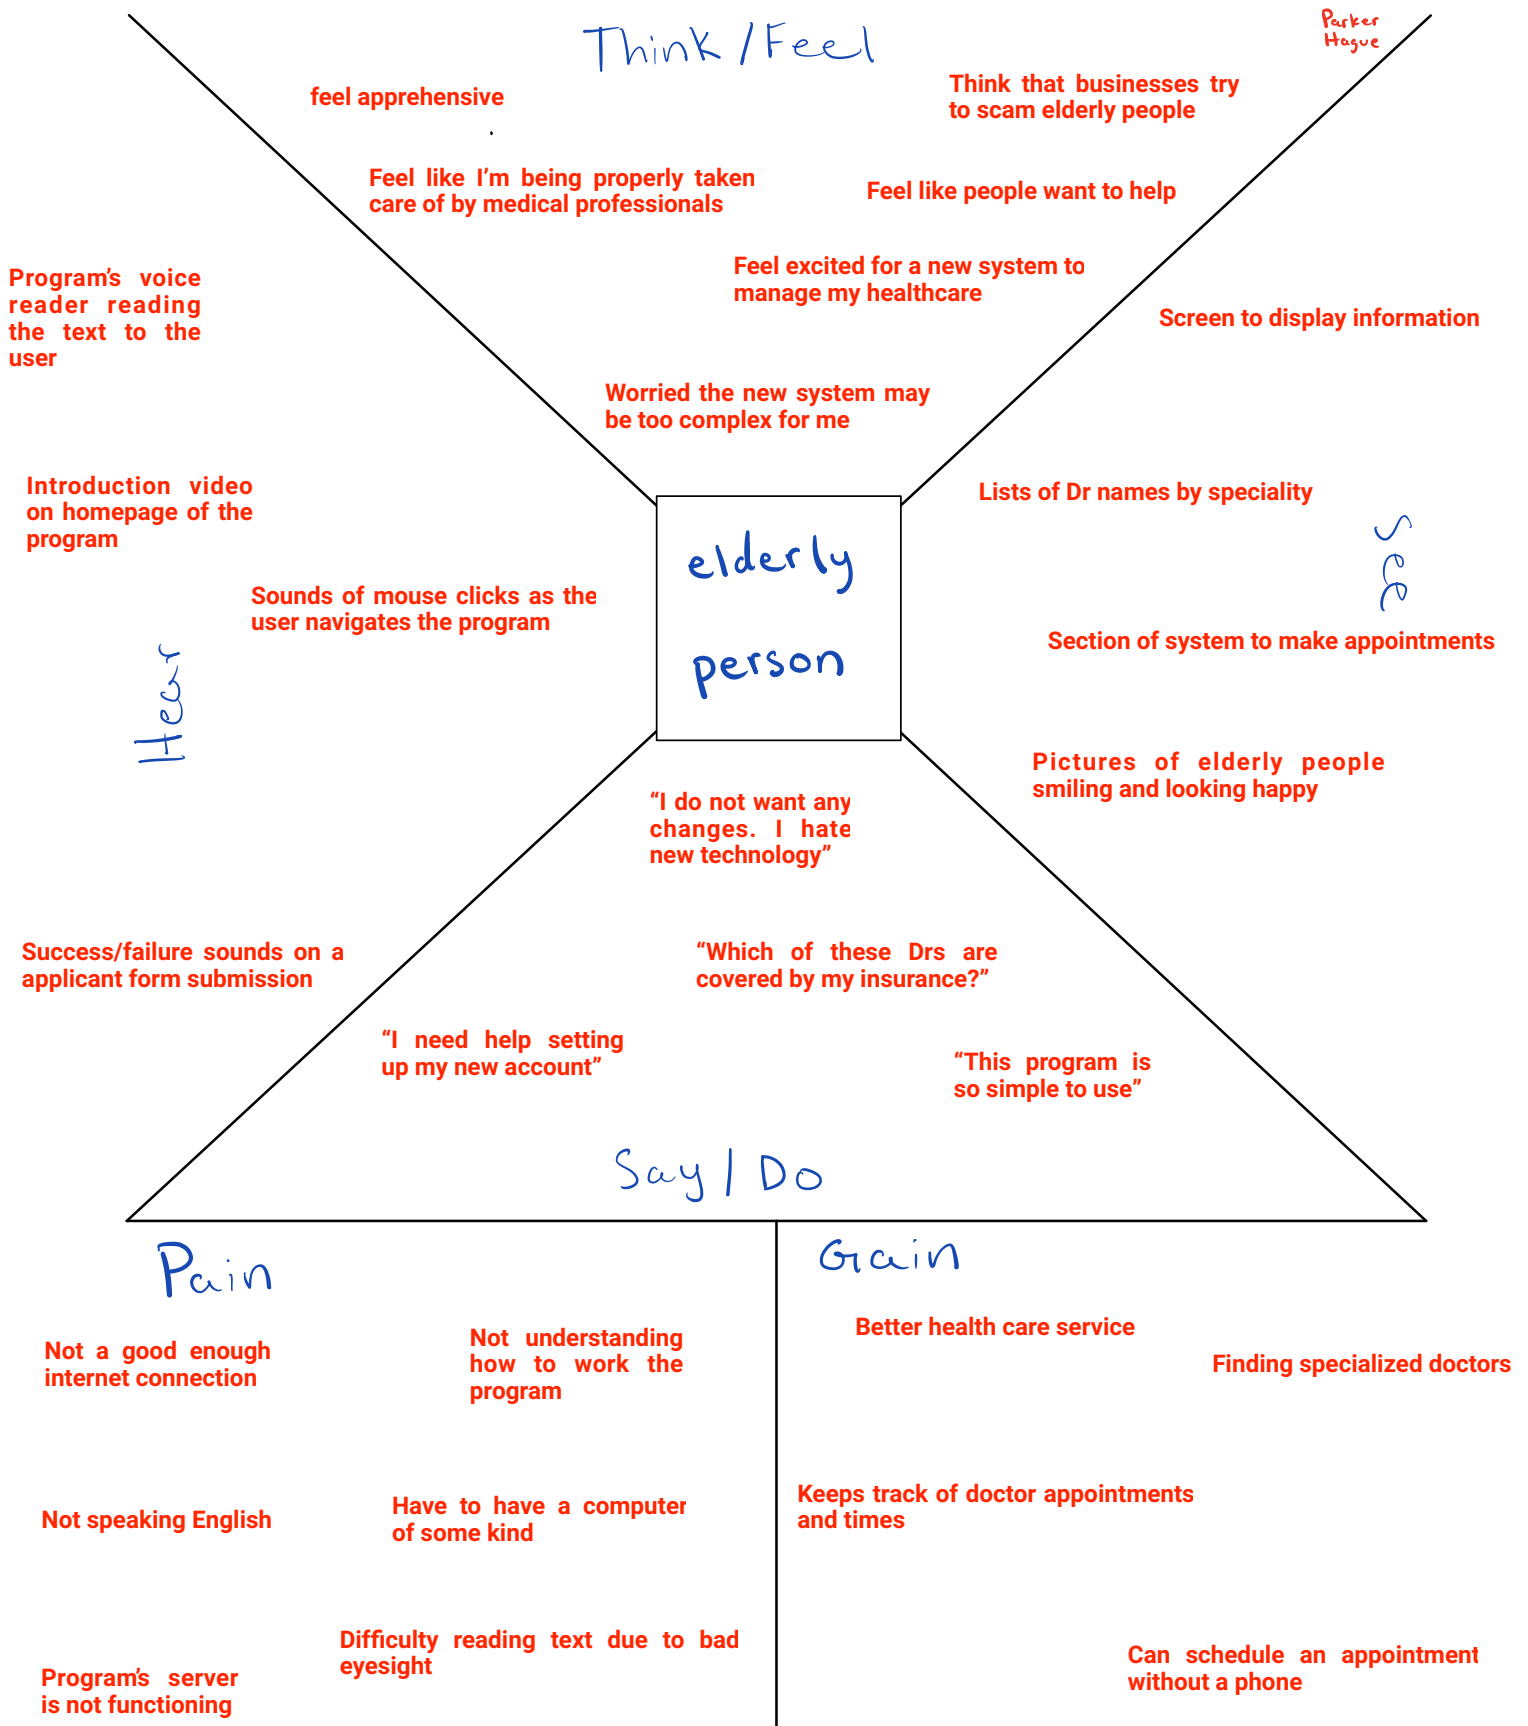 Parker
Hague
Think / Feel
feel apprehensive
Think that businesses try
to scam elderly people
Feel like I’m being properly taken
care of by medical professionals
Feel like people want to help
Feel excited for a new system to
manage my healthcare
Worried the new system may
be too complex for me
Hear
Program’s voice
reader reading
the text to the
user
Introduction video
on homepage of the
program
Sounds of mouse clicks as the
user navigates the program
Success/failure sounds on a
applicant form submission
elderly
person
See
Screen to display information
Lists of Dr names by speciality
Section of system to make appointments
Pictures of elderly people
smiling and looking happy
“I do not want any
changes. I hate
new technology”
“Which of these Drs are
covered by my insurance?”
“I need help setting
up my new account”
“This program is
so simple to use”
Say / Do
Pain
Not a good enough
internet connection
Not understanding
how to work the
program
Not speaking English
Have to have a computer
of some kind
Difficulty reading text due to bad
eyesight
Program’s server
is not functioning
Gain
Better health care service
Finding specialized doctors
Keeps track of doctor appointments
and times
Can schedule an appointment
without a phone